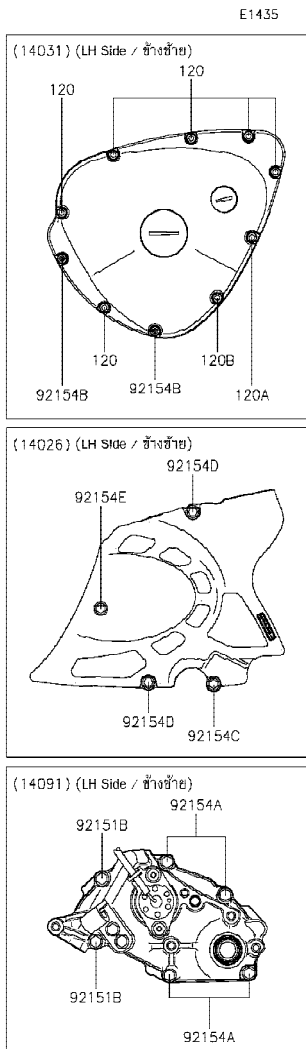 E1435
(14031) (LH Side / ข้างซ้าย)
120
120
120
120B
92154B
92154B
120A
(14026) (LH Side / ข้างซ้าย)
92154D
92154E
92154D
92154C
(14091) (LH Side / ข้างซ้าย)
92154A
92151B
92151B
92154A